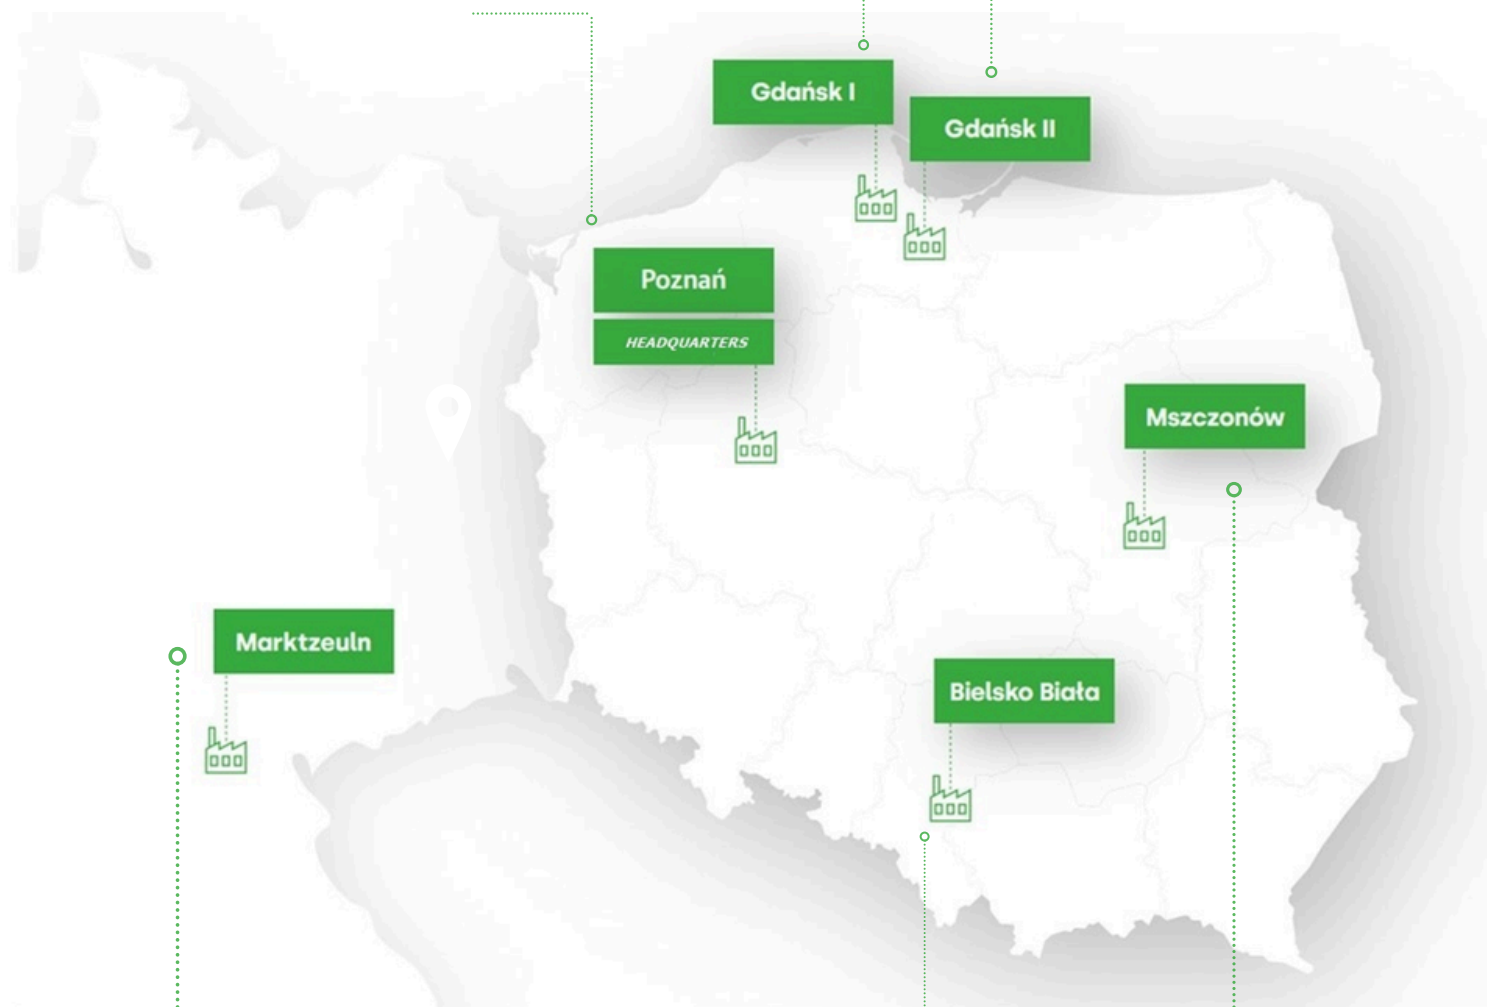 Gdańsk I
Gdańsk II
Poznań
HEADQUARTERS
Mszczonów
Marktzeuln
Bielsko Biała